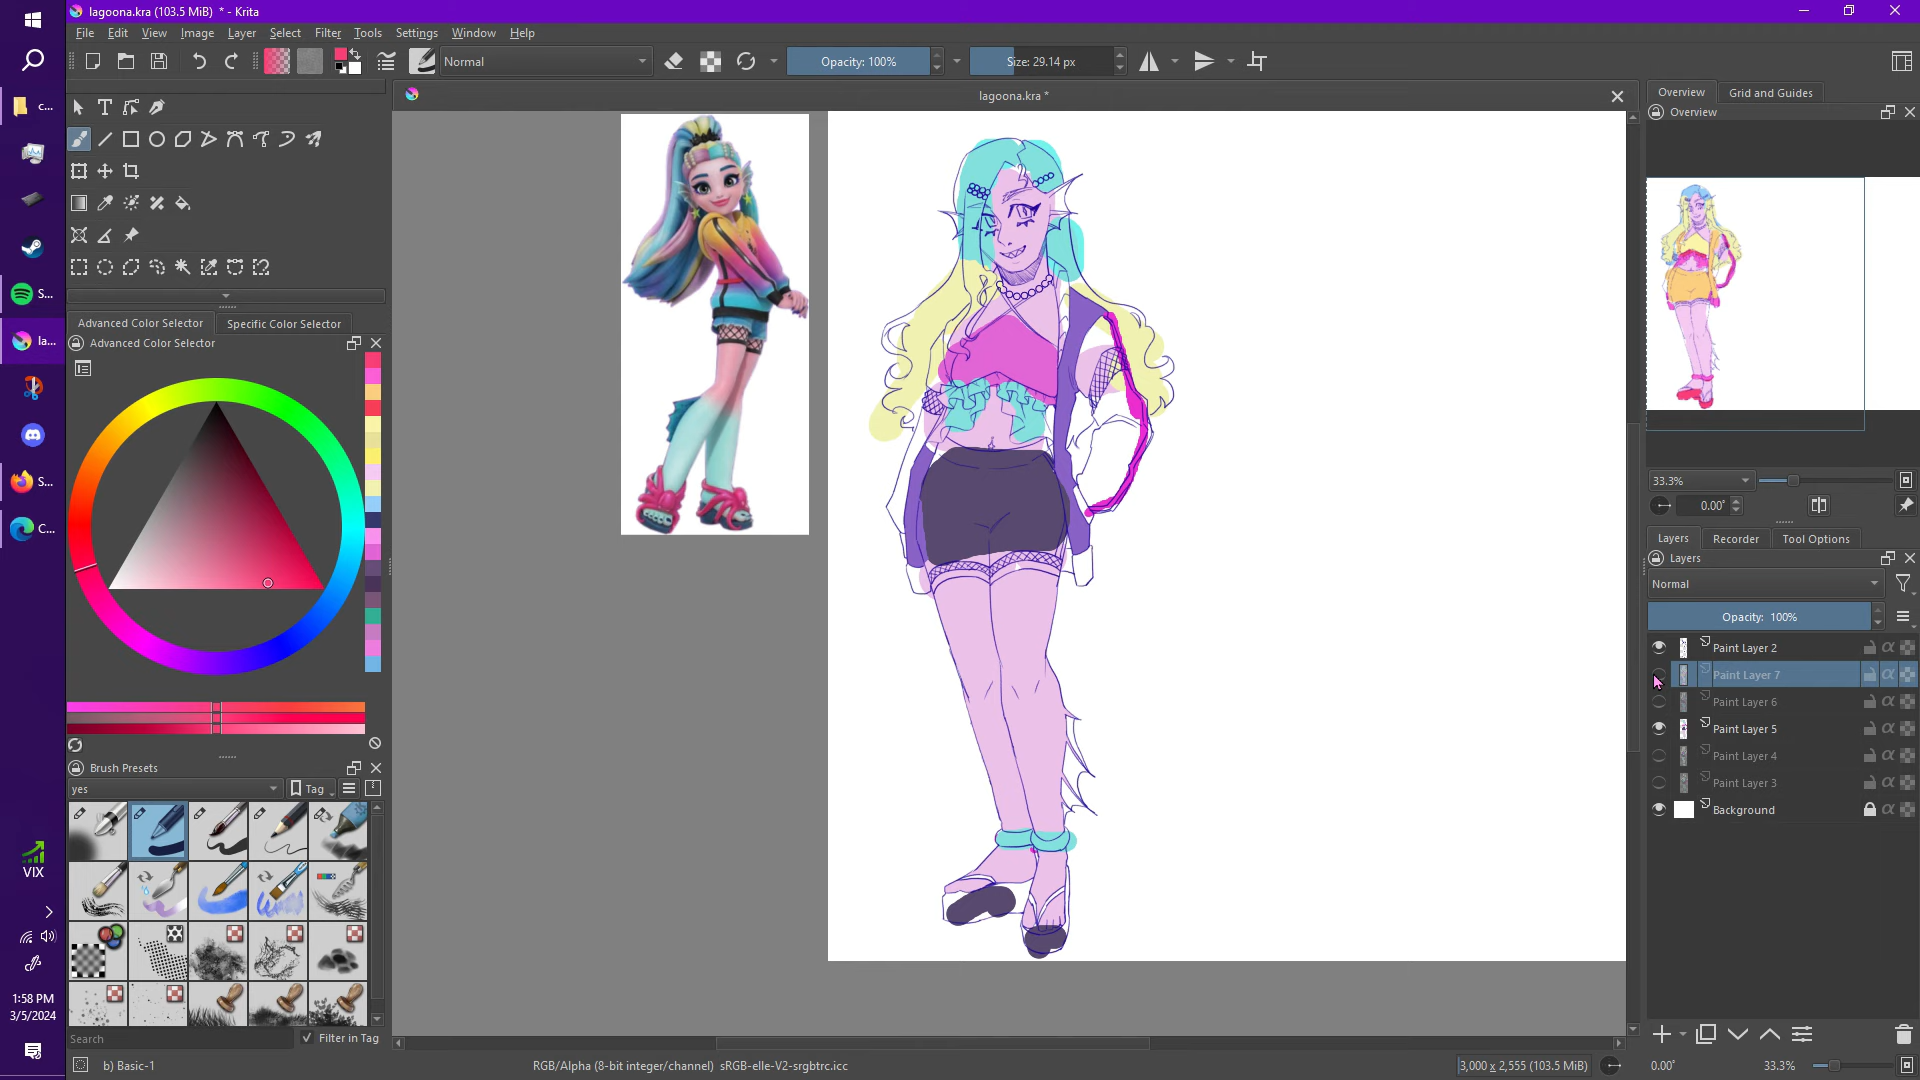 lagoona.kra (103.5 MiB) * - Krita
File Edit View Image Layer Select Filter Tools Settings Window Help
Normal
Opacity: 100%
Size: 29.14 px
lagoona.kra *
Overview
Grid and Guides
Overview
c...
S...
la...
S...
C...
VIX
1:58 PM
3/5/2024
Advanced Color Selector
Specific Color Selector
Advanced Color Selector
Brush Presets
yes
Tag
Search
Filter in Tag
b) Basic-1
RGB/Alpha (8-bit integer/channel) sRGB-elle-V2-srgbtrc.icc
3,000 x 2,555 (103.5 MiB)
0.00°
33.3%
33.3%
0.00°
Layers
Recorder
Tool Options
Layers
Normal
Opacity: 100%
Paint Layer 2
Paint Layer 7
Paint Layer 6
Paint Layer 5
Paint Layer 4
Paint Layer 3
Background